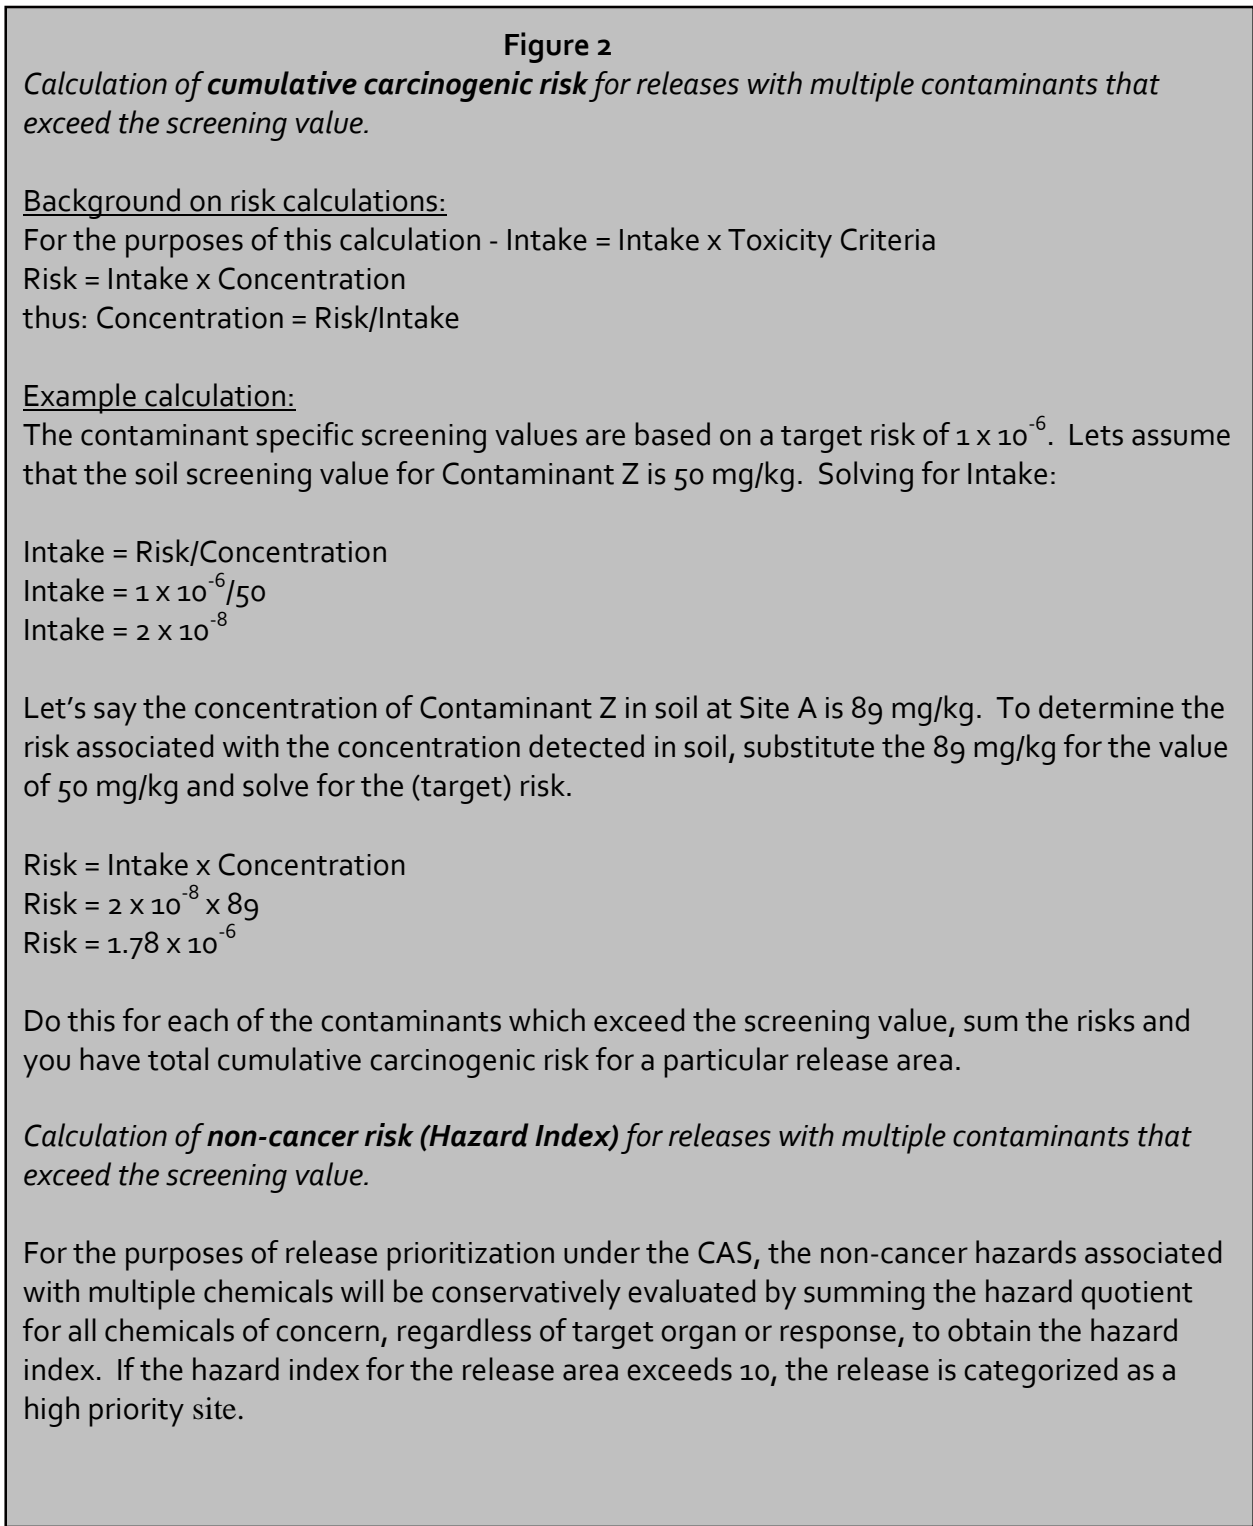 Figure 2
Calculation of cumulative carcinogenic risk for releases with multiple contaminants that
exceed the screening value.
Background on risk calculations:
For the purposes of this calculation - Intake = Intake x Toxicity Criteria
Risk = Intake x Concentration
thus: Concentration = Risk/Intake
Example calculation:
The contaminant specific screening values are based on a target risk of 1 x 10⁻⁶. Lets assume
that the soil screening value for Contaminant Z is 50 mg/kg. Solving for Intake:
Intake = Risk/Concentration
Intake = 1 x 10⁻⁶/50
Intake = 2 x 10⁻⁸
Let’s say the concentration of Contaminant Z in soil at Site A is 89 mg/kg. To determine the
risk associated with the concentration detected in soil, substitute the 89 mg/kg for the value
of 50 mg/kg and solve for the (target) risk.
Risk = Intake x Concentration
Risk = 2 x 10⁻⁸ x 89
Risk = 1.78 x 10⁻⁶
Do this for each of the contaminants which exceed the screening value, sum the risks and
you have total cumulative carcinogenic risk for a particular release area.
Calculation of non-cancer risk (Hazard Index) for releases with multiple contaminants that
exceed the screening value.
For the purposes of release prioritization under the CAS, the non-cancer hazards associated
with multiple chemicals will be conservatively evaluated by summing the hazard quotient
for all chemicals of concern, regardless of target organ or response, to obtain the hazard
index. If the hazard index for the release area exceeds 10, the release is categorized as a
high priority site.